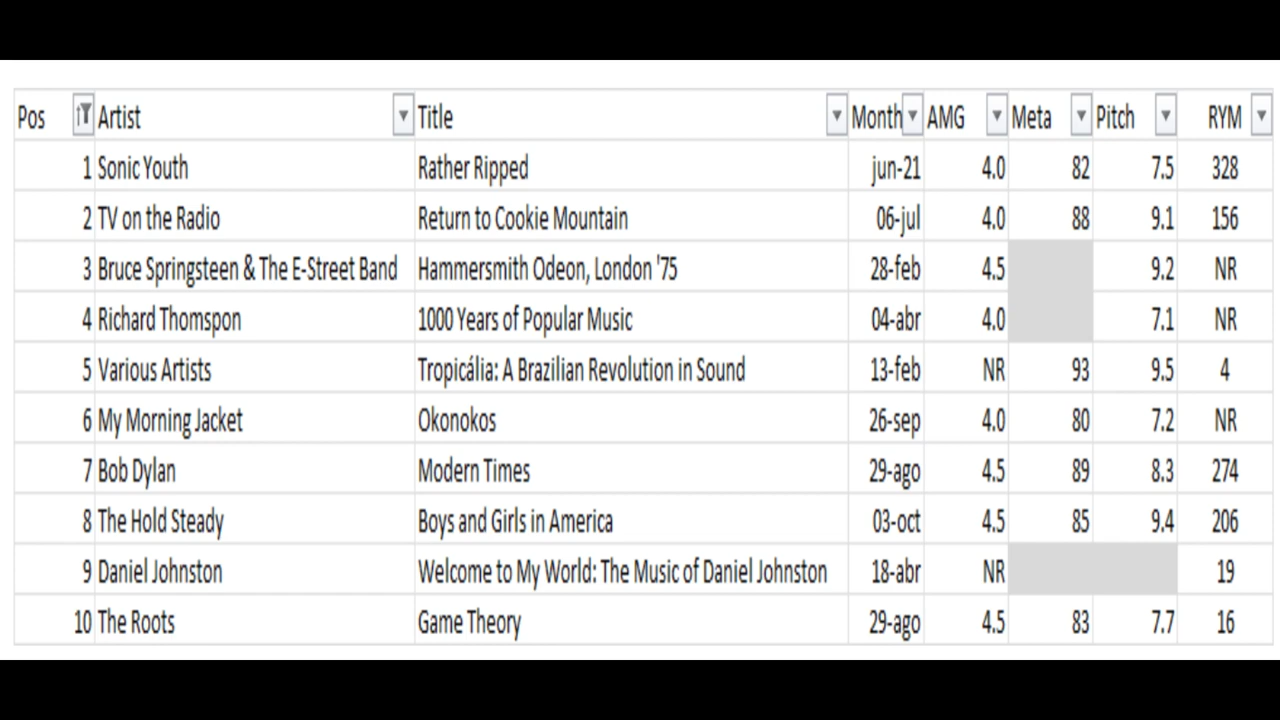 Pos Artist Title Month AMG Meta Pitch RYM
1 Sonic Youth Rather Ripped jun-21 4.0 82 7.5 328
2 TV on the Radio Return to Cookie Mountain 06-jul 4.0 88 9.1 156
3 Bruce Springsteen & The E-Street Band Hammersmith Odeon, London '75 28-feb 4.5 9.2 NR
4 Richard Thomspon 1000 Years of Popular Music 04-abr 4.0 7.1 NR
5 Various Artists Tropicália: A Brazilian Revolution in Sound 13-feb NR 93 9.5 4
6 My Morning Jacket Okonokos 26-sep 4.0 80 7.2 NR
7 Bob Dylan Modern Times 29-ago 4.5 89 8.3 274
8 The Hold Steady Boys and Girls in America 03-oct 4.5 85 9.4 206
9 Daniel Johnston Welcome to My World: The Music of Daniel Johnston 18-abr NR 19
10 The Roots Game Theory 29-ago 4.5 83 7.7 16